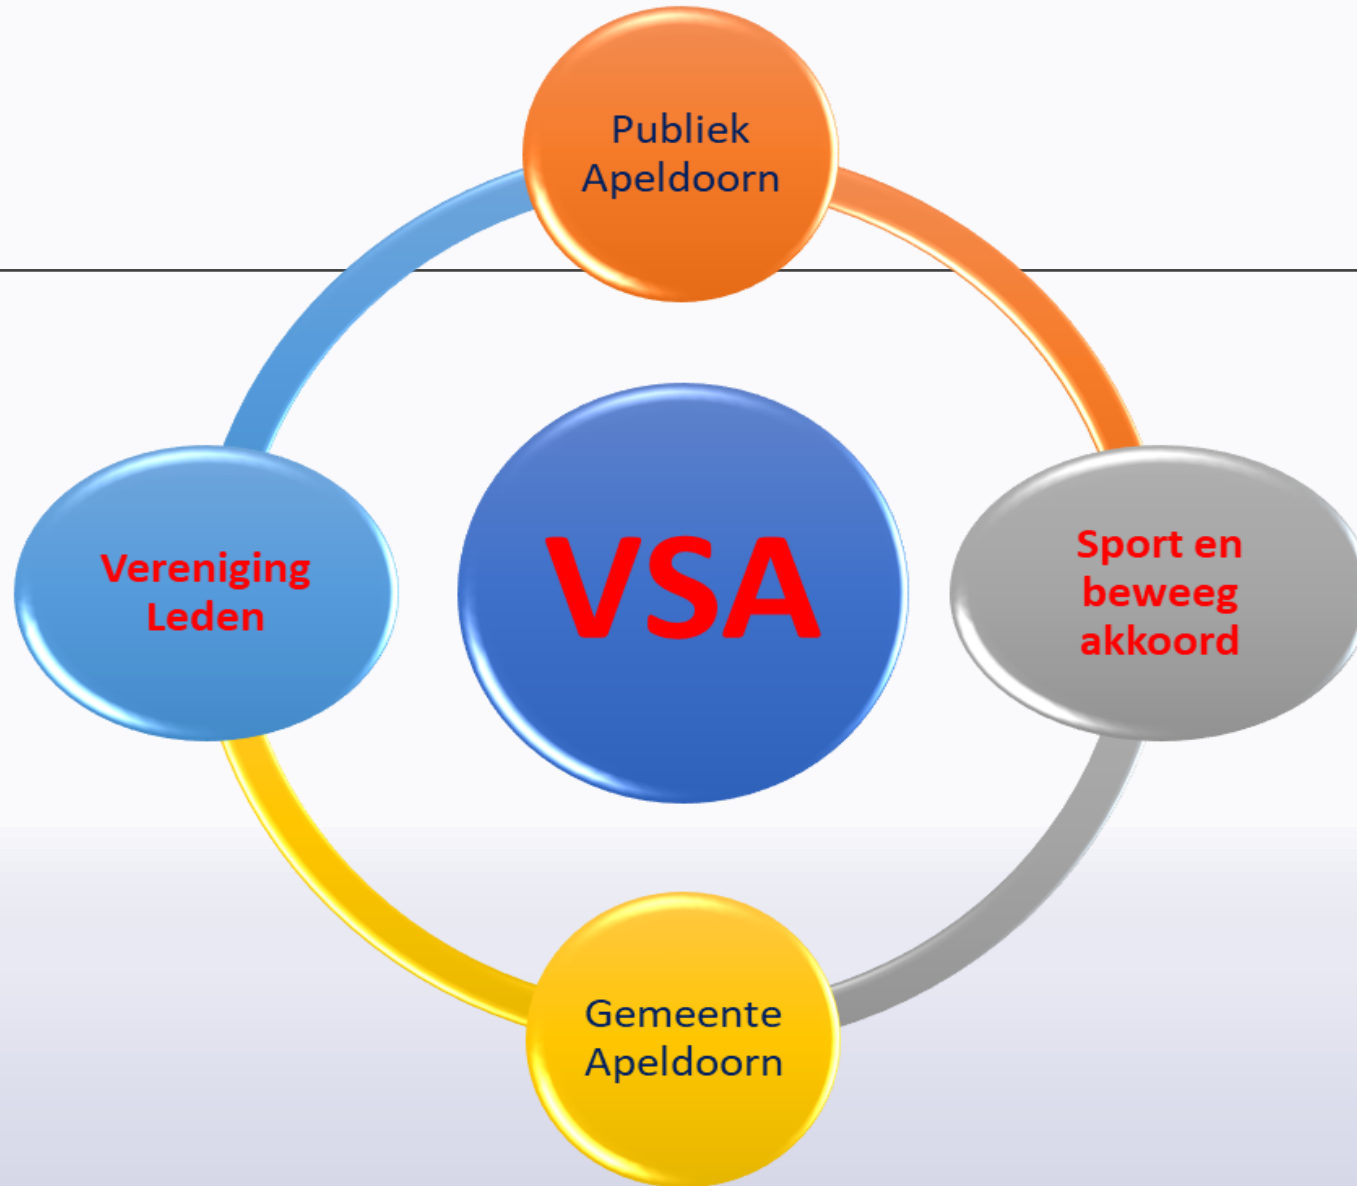 Publiek
Apeldoorn
Vereniging
Leden
VSA
Sport en
beweeg
akkoord
Gemeente
Apeldoorn